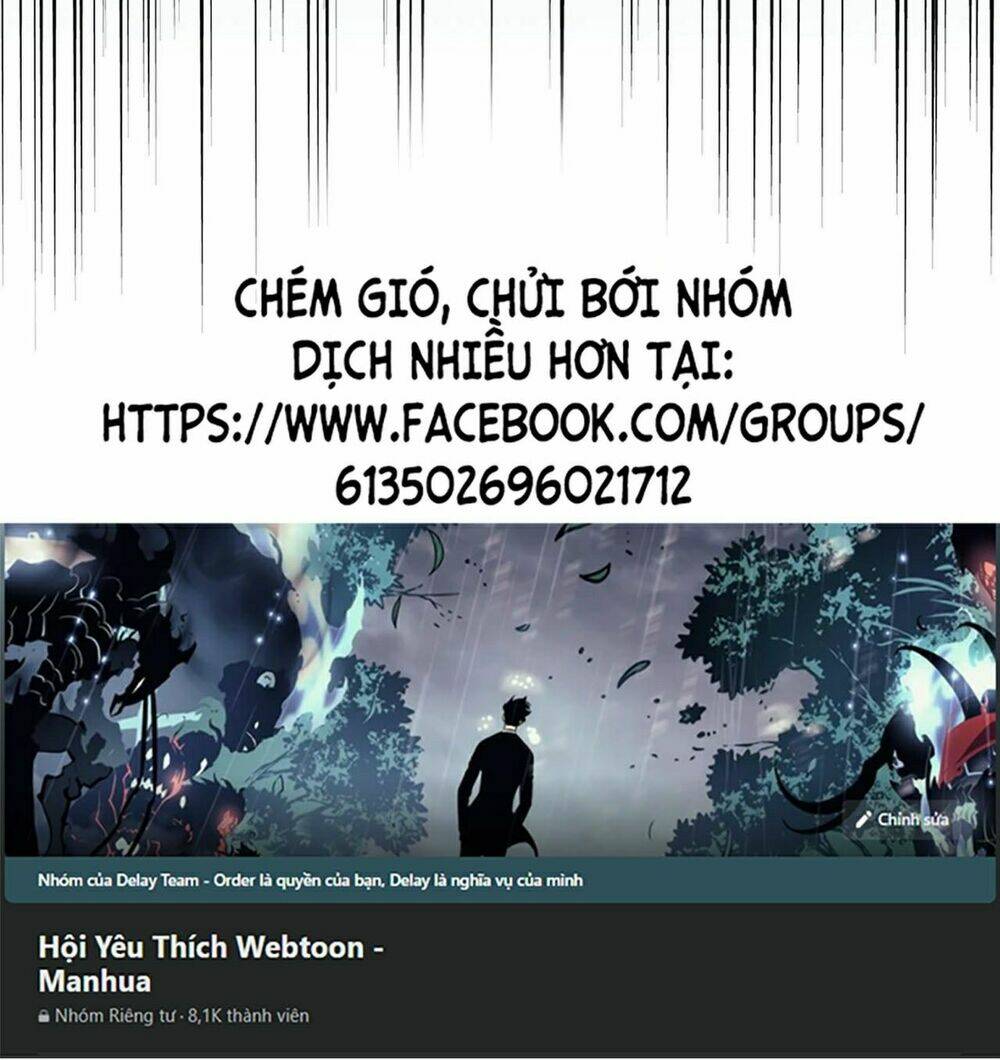 CHÉM GIÓ, CHỬI BỚI NHÓM
DỊCH NHIỀU HƠN TẠI:
HTTPS://WWW.FACEBOOK.COM/GROUPS/
613502696021712
Chỉnh sửa
Nhóm của Delay Team - Order là quyền của bạn, Delay là nghĩa vụ của mình
Hội Yêu Thích Webtoon -
Manhua
Nhóm Riêng tư · 8,1K thành viên